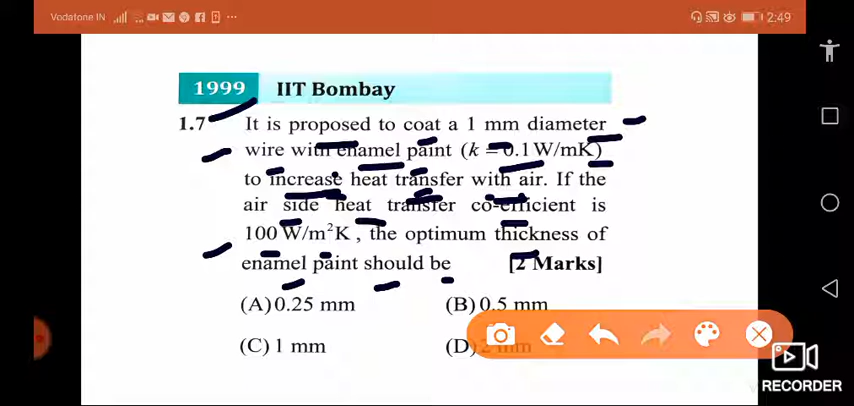 Vodafone IN
2:49
1999 IIT Bombay
1.7 It is proposed to coat a 1 mm diameter
wire with enamel paint (k = 0.1 W/mK)
to increase heat transfer with air. If the
air side heat transfer co-efficient is
100 W/m²K , the optimum thickness of
enamel paint should be [2 Marks]
(A) 0.25 mm (B) 0.5 mm
(C) 1 mm (D) 2 mm
RECORDER